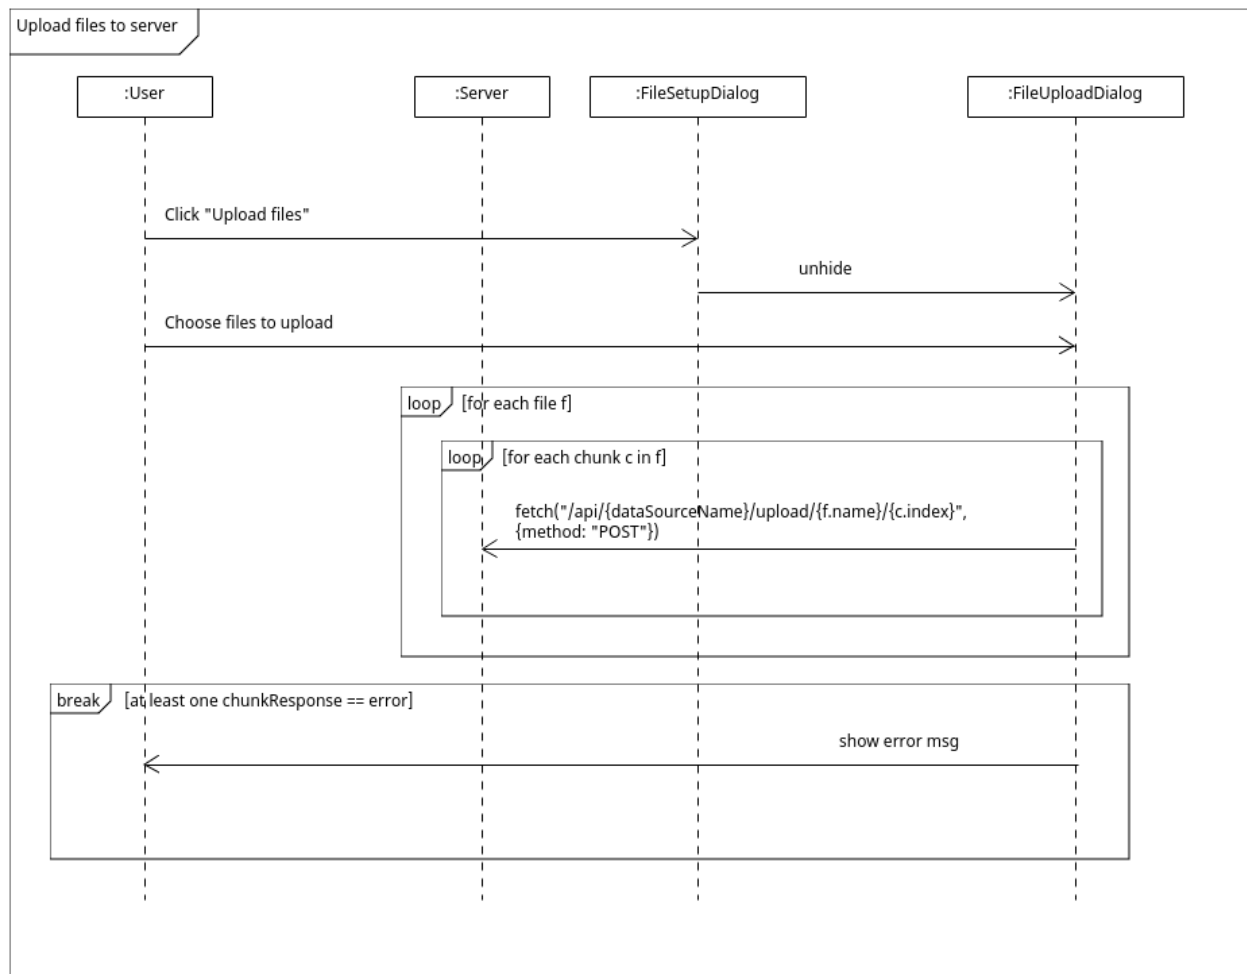 Upload files to server
:User
:Server
:FileSetupDialog
:FileUploadDialog
Click "Upload files"
unhide
Choose files to upload
loop
[for each file f]
loop
[for each chunk c in f]
fetch("/api/{dataSourceName}/upload/{f.name}/{c.index}",
{method: "POST"})
break
[at least one chunkResponse == error]
show error msg